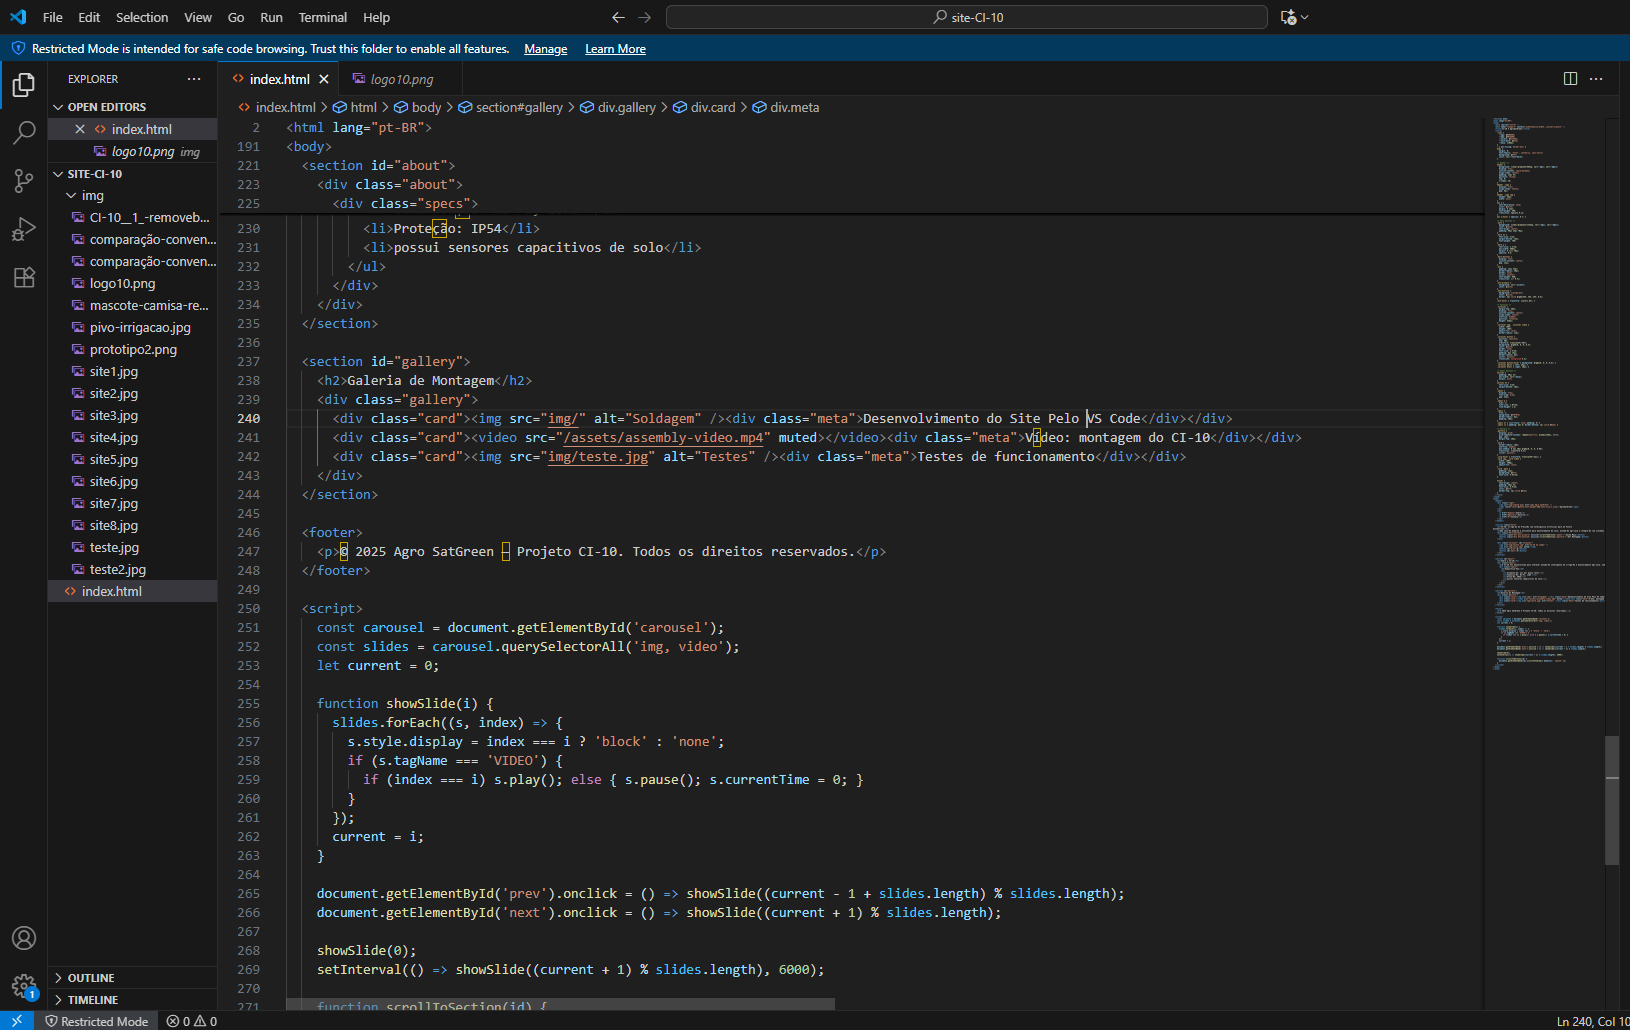 File Edit Selection View Go Run Terminal Help
site-CI-10
Restricted Mode is intended for safe code browsing. Trust this folder to enable all features. Manage Learn More
EXPLORER
OPEN EDITORS
index.html
logo10.png img
SITE-CI-10
img
CI-10__1_-removeb...
comparação-conven...
comparação-conven...
logo10.png
mascote-camisa-re...
pivo-irrigacao.jpg
prototipo2.png
site1.jpg
site2.jpg
site3.jpg
site4.jpg
site5.jpg
site6.jpg
site7.jpg
site8.jpg
teste.jpg
teste2.jpg
index.html
OUTLINE
TIMELINE
index.html
logo10.png
index.html > html > body > section#gallery > div.gallery > div.card > div.meta
2 <html lang="pt-BR">
191 <body>
221 <section id="about">
223 <div class="about">
225 <div class="specs">
230 <li>Proteção: IP54</li>
231 <li>possui sensores capacitivos de solo</li>
232 </ul>
233 </div>
234 </div>
235 </section>
236
237 <section id="gallery">
238 <h2>Galeria de Montagem</h2>
239 <div class="gallery">
240 <div class="card"><img src="img/" alt="Soldagem" /><div class="meta">Desenvolvimento do Site Pelo VS Code</div></div>
241 <div class="card"><video src="/assets/assembly-video.mp4" muted></video><div class="meta">Vídeo: montagem do CI-10</div></div>
242 <div class="card"><img src="img/teste.jpg" alt="Testes" /><div class="meta">Testes de funcionamento</div></div>
243 </div>
244 </section>
245
246 <footer>
247 <p>© 2025 Agro SatGreen – Projeto CI-10. Todos os direitos reservados.</p>
248 </footer>
249
250 <script>
251 const carousel = document.getElementById('carousel');
252 const slides = carousel.querySelectorAll('img, video');
253 let current = 0;
254
255 function showSlide(i) {
256 slides.forEach((s, index) => {
257 s.style.display = index === i ? 'block' : 'none';
258 if (s.tagName === 'VIDEO') {
259 if (index === i) s.play(); else { s.pause(); s.currentTime = 0; }
260 }
261 });
262 current = i;
263 }
264
265 document.getElementById('prev').onclick = () => showSlide((current - 1 + slides.length) % slides.length);
266 document.getElementById('next').onclick = () => showSlide((current + 1) % slides.length);
267
268 showSlide(0);
269 setInterval(() => showSlide((current + 1) % slides.length), 6000);
270
271 function scrollToSection(id) {
1
Restricted Mode 0 0
Ln 240, Col 10